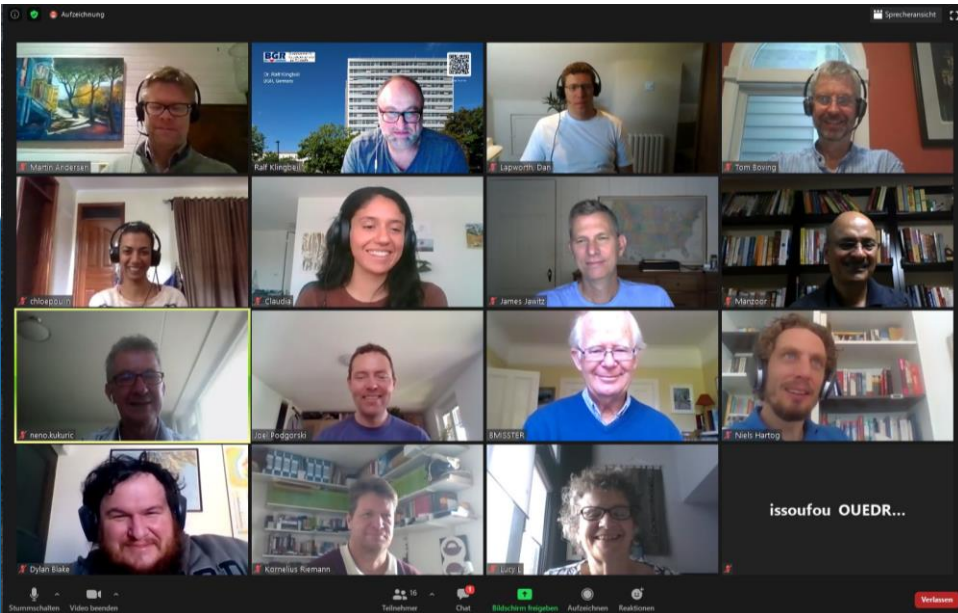 Aufzeichnung
Sprecheransicht
BGR
Dr. Ralf Klingbeil
BGR, Germany
Martin Andersen
Ralf Klingbeil
Lapworth, Dan
Tom Boving
chloepoulin
Claudia
James Jawitz
Manzoor
neno.kukuric
Joel Podgorski
BMISSTER
Niels Hartog
Dylan Blake
Kornelius Riemann
Lucy L
issoufou OUEDR...
Stummschalten
Video beenden
16
Teilnehmer
Chat
Bildschirm freigeben
Aufzeichnen
Reaktionen
Verlassen